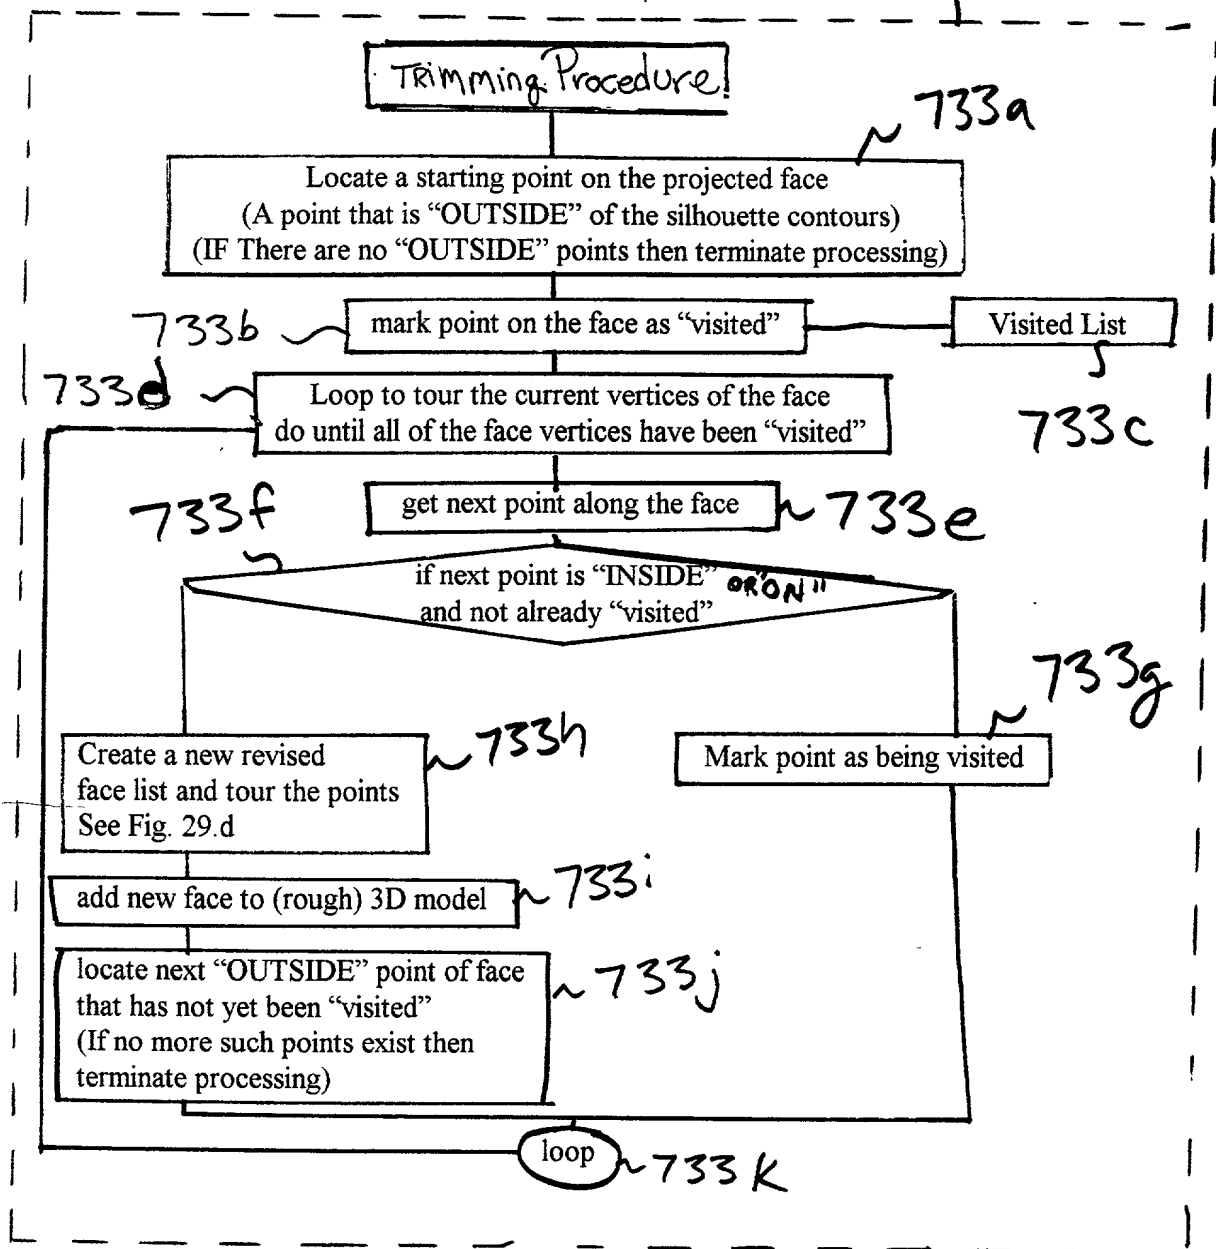 TRimming Procedure
733a
Locate a starting point on the projected face
(A point that is “OUTSIDE” of the silhouette contours)
(IF There are no “OUTSIDE” points then terminate processing)
733b
mark point on the face as “visited”
Visited List
733d
Loop to tour the current vertices of the face
do until all of the face vertices have been “visited”
733c
733f
get next point along the face
733e
if next point is “INSIDE” OR "ON"
and not already “visited”
733g
Create a new revised
face list and tour the points
See Fig. 29.d
733h
Mark point as being visited
add new face to (rough) 3D model
733i
locate next “OUTSIDE” point of face
that has not yet been “visited”
(If no more such points exist then
terminate processing)
733j
loop
733k